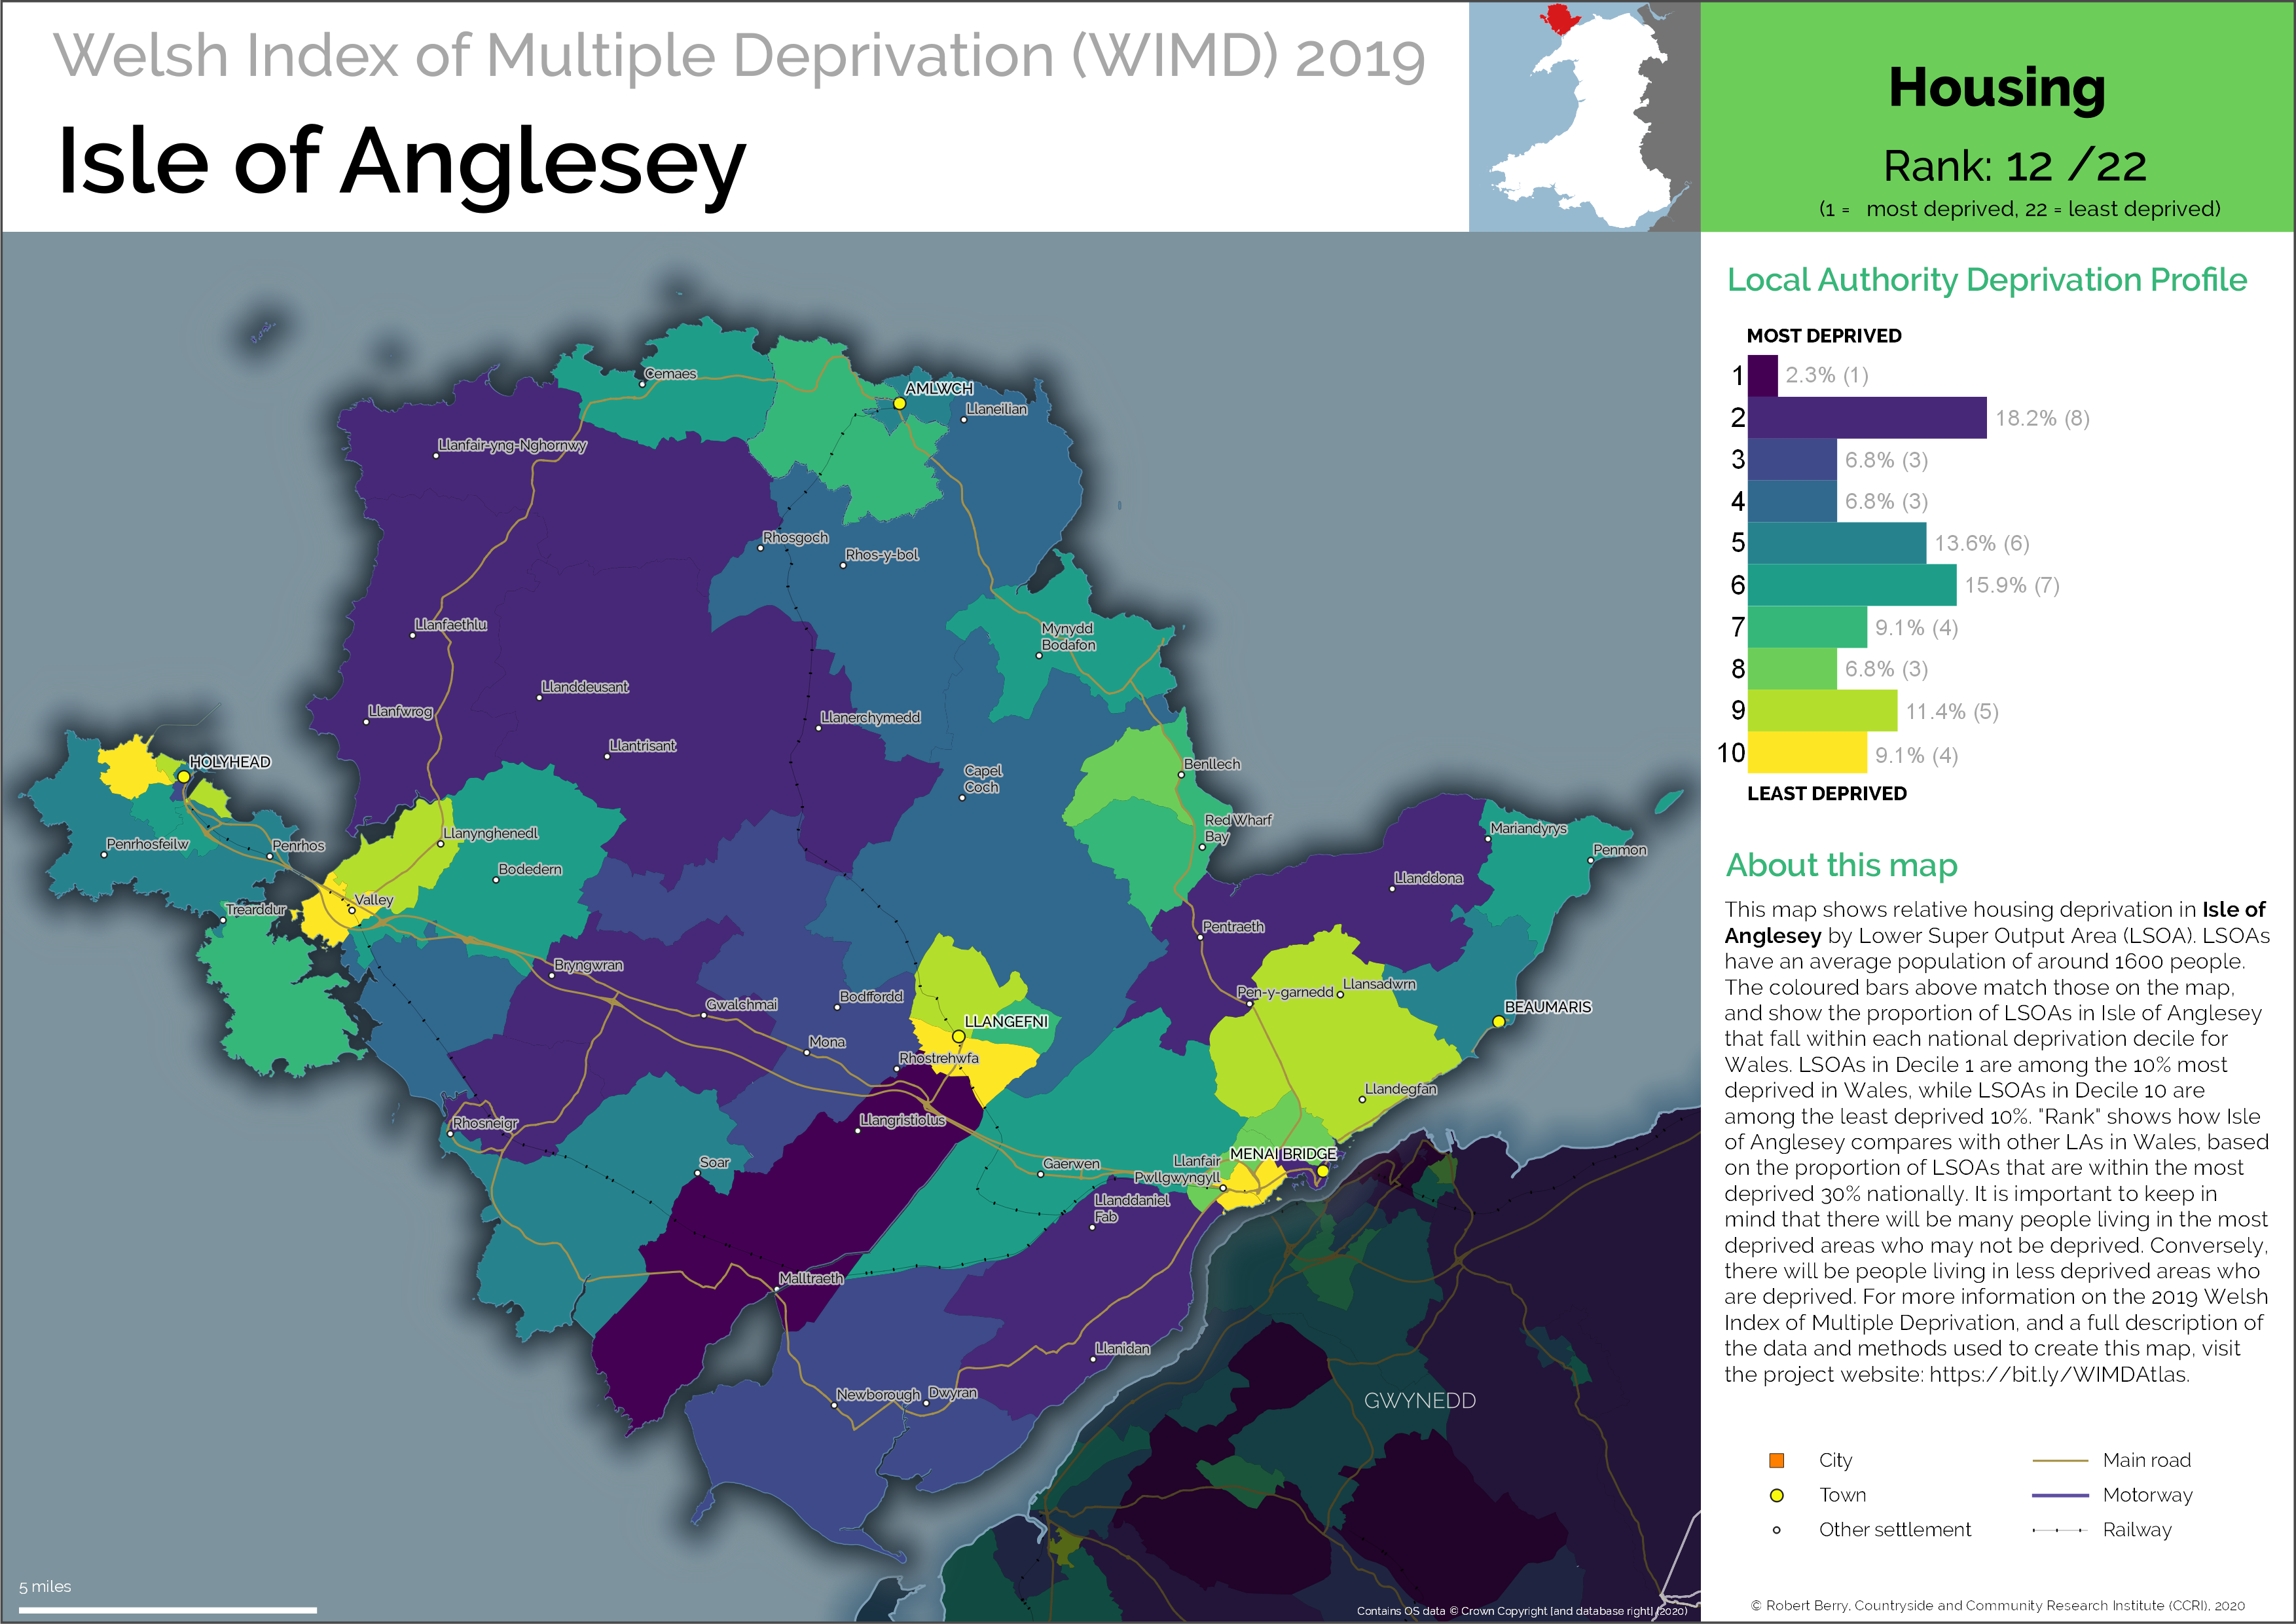 Welsh Index of Multiple Deprivation (WIMD) 2019
Isle of Anglesey
Housing
Rank: 12 /22
(1 = most deprived, 22 = least deprived)
Local Authority Deprivation Profile
MOST DEPRIVED
1 2.3% (1)
2 18.2% (8)
3 6.8% (3)
4 6.8% (3)
5 13.6% (6)
6 15.9% (7)
7 9.1% (4)
8 6.8% (3)
9 11.4% (5)
10 9.1% (4)
LEAST DEPRIVED
About this map
This map shows relative housing deprivation in Isle of
Anglesey by Lower Super Output Area (LSOA). LSOAs
have an average population of around 1600 people.
The coloured bars above match those on the map,
and show the proportion of LSOAs in Isle of Anglesey
that fall within each national deprivation decile for
Wales. LSOAs in Decile 1 are among the 10% most
deprived in Wales, while LSOAs in Decile 10 are
among the least deprived 10%. "Rank" shows how Isle
of Anglesey compares with other LAs in Wales, based
on the proportion of LSOAs that are within the most
deprived 30% nationally. It is important to keep in
mind that there will be many people living in the most
deprived areas who may not be deprived. Conversely,
there will be people living in less deprived areas who
are deprived. For more information on the 2019 Welsh
Index of Multiple Deprivation, and a full description of
the data and methods used to create this map, visit
the project website: https://bit.ly/WIMDAtlas.
City
Town
Other settlement
Main road
Motorway
Railway
© Robert Berry, Countryside and Community Research Institute (CCRI), 2020
Cemaes
AMLWCH
Llaneilian
Llanfair-yng-Nghornwy
Rhosgoch
Rhos-y-bol
Llanfaethlu
Mynydd
Bodafon
Llanddeusant
Llanfwrog
Llanerchymedd
Llantrisant
HOLYHEAD
Benllech
Capel
Coch
Red Wharf
Bay
Llanynghenedl
Mariandyrys
Penrhosfeilw
Penrhos
Penmon
Bodedern
Llanddona
Valley
Trearddur
Pentraeth
Bryngwran
Llansadwrn
Pen-y-garnedd
Bodffordd
Gwalchmai
BEAUMARIS
LLANGEFNI
Mona
Rhostrehwfa
Llandegfan
Llangristiolus
Rhosneigr
MENAI BRIDGE
Soar
Gaerwen
Llanfair
Pwllgwyngyll
Llanddaniel
Fab
Malltraeth
Llanidan
Newborough
Dwyran
GWYNEDD
5 miles
Contains OS data © Crown Copyright [and database right] (2020)